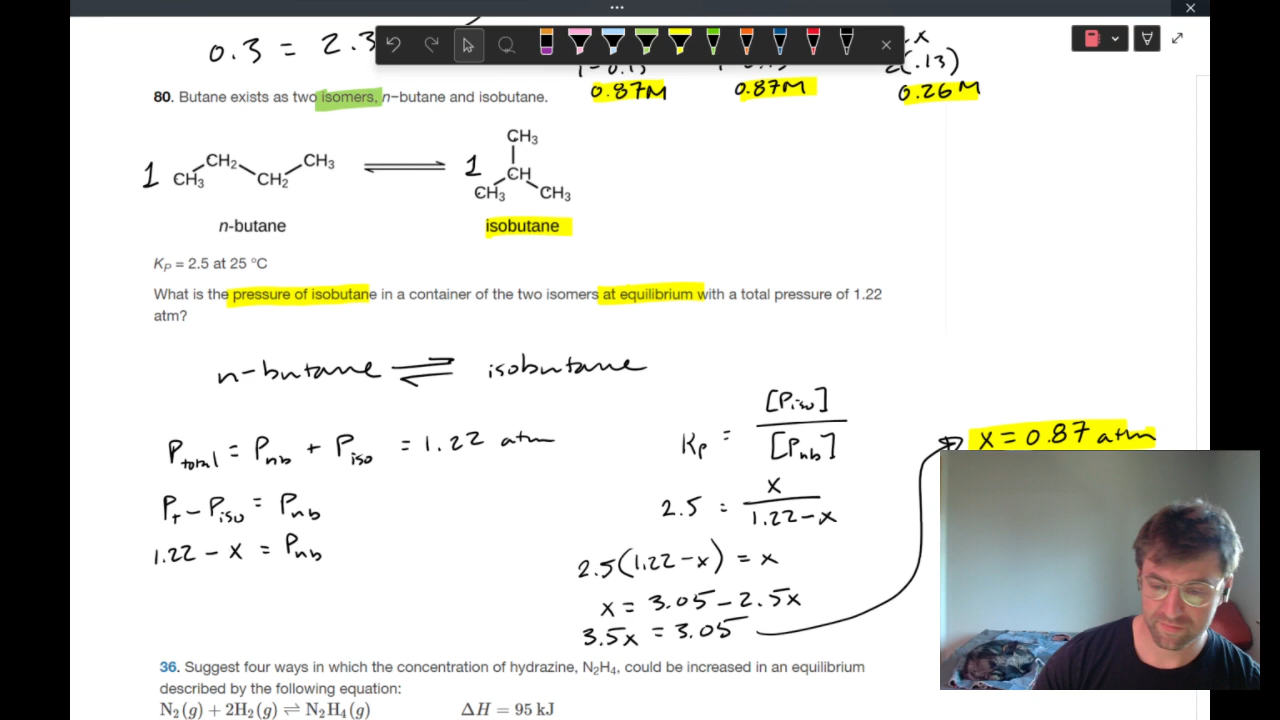 0.3 = 2.3
-x
2(.13)
0.87M 0.87M 0.26M
80. Butane exists as two isomers, n−butane and isobutane.
CH3
1 CH3 CH2 CH2 CH3 ⇌ 1 CH3 CH CH3
n-butane isobutane
KP = 2.5 at 25 °C
What is the pressure of isobutane in a container of the two isomers at equilibrium with a total pressure of 1.22
atm?
n-butane ⇌ isobutane
Ptotal = Pnb + Piso = 1.22 atm
PT - Piso = Pnb
1.22 - x = Pnb
Kp = [Piso] / [Pnb]
2.5 = x / 1.22-x
2.5(1.22-x) = x
x = 3.05 - 2.5x
3.5x = 3.05
x = 0.87 atm
36. Suggest four ways in which the concentration of hydrazine, N2H4, could be increased in an equilibrium
described by the following equation:
N2(g) + 2H2(g) ⇌ N2H4(g) ΔH = 95 kJ